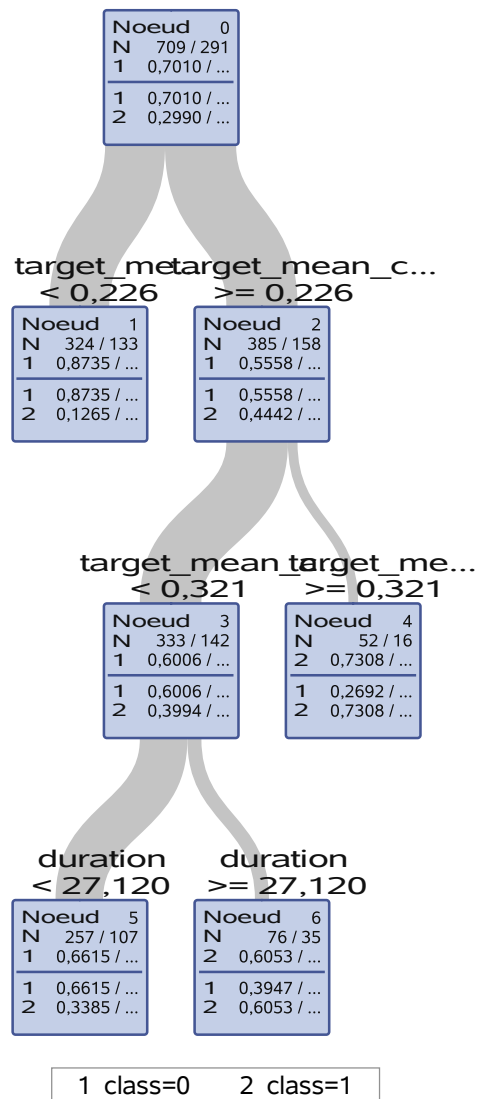 Noeud 0
N 709 / 291
1 0,7010 / ...
1 0,7010 / ...
2 0,2990 / ...
target_me... target_mean_c...
< 0,226 >= 0,226
Noeud 1
N 324 / 133
1 0,8735 / ...
1 0,8735 / ...
2 0,1265 / ...
Noeud 2
N 385 / 158
1 0,5558 / ...
1 0,5558 / ...
2 0,4442 / ...
target_mean_c... target_me...
< 0,321 >= 0,321
Noeud 3
N 333 / 142
1 0,6006 / ...
1 0,6006 / ...
2 0,3994 / ...
Noeud 4
N 52 / 16
2 0,7308 / ...
1 0,2692 / ...
2 0,7308 / ...
duration duration
< 27,120 >= 27,120
Noeud 5
N 257 / 107
1 0,6615 / ...
1 0,6615 / ...
2 0,3385 / ...
Noeud 6
N 76 / 35
2 0,6053 / ...
1 0,3947 / ...
2 0,6053 / ...
1 class=0 2 class=1